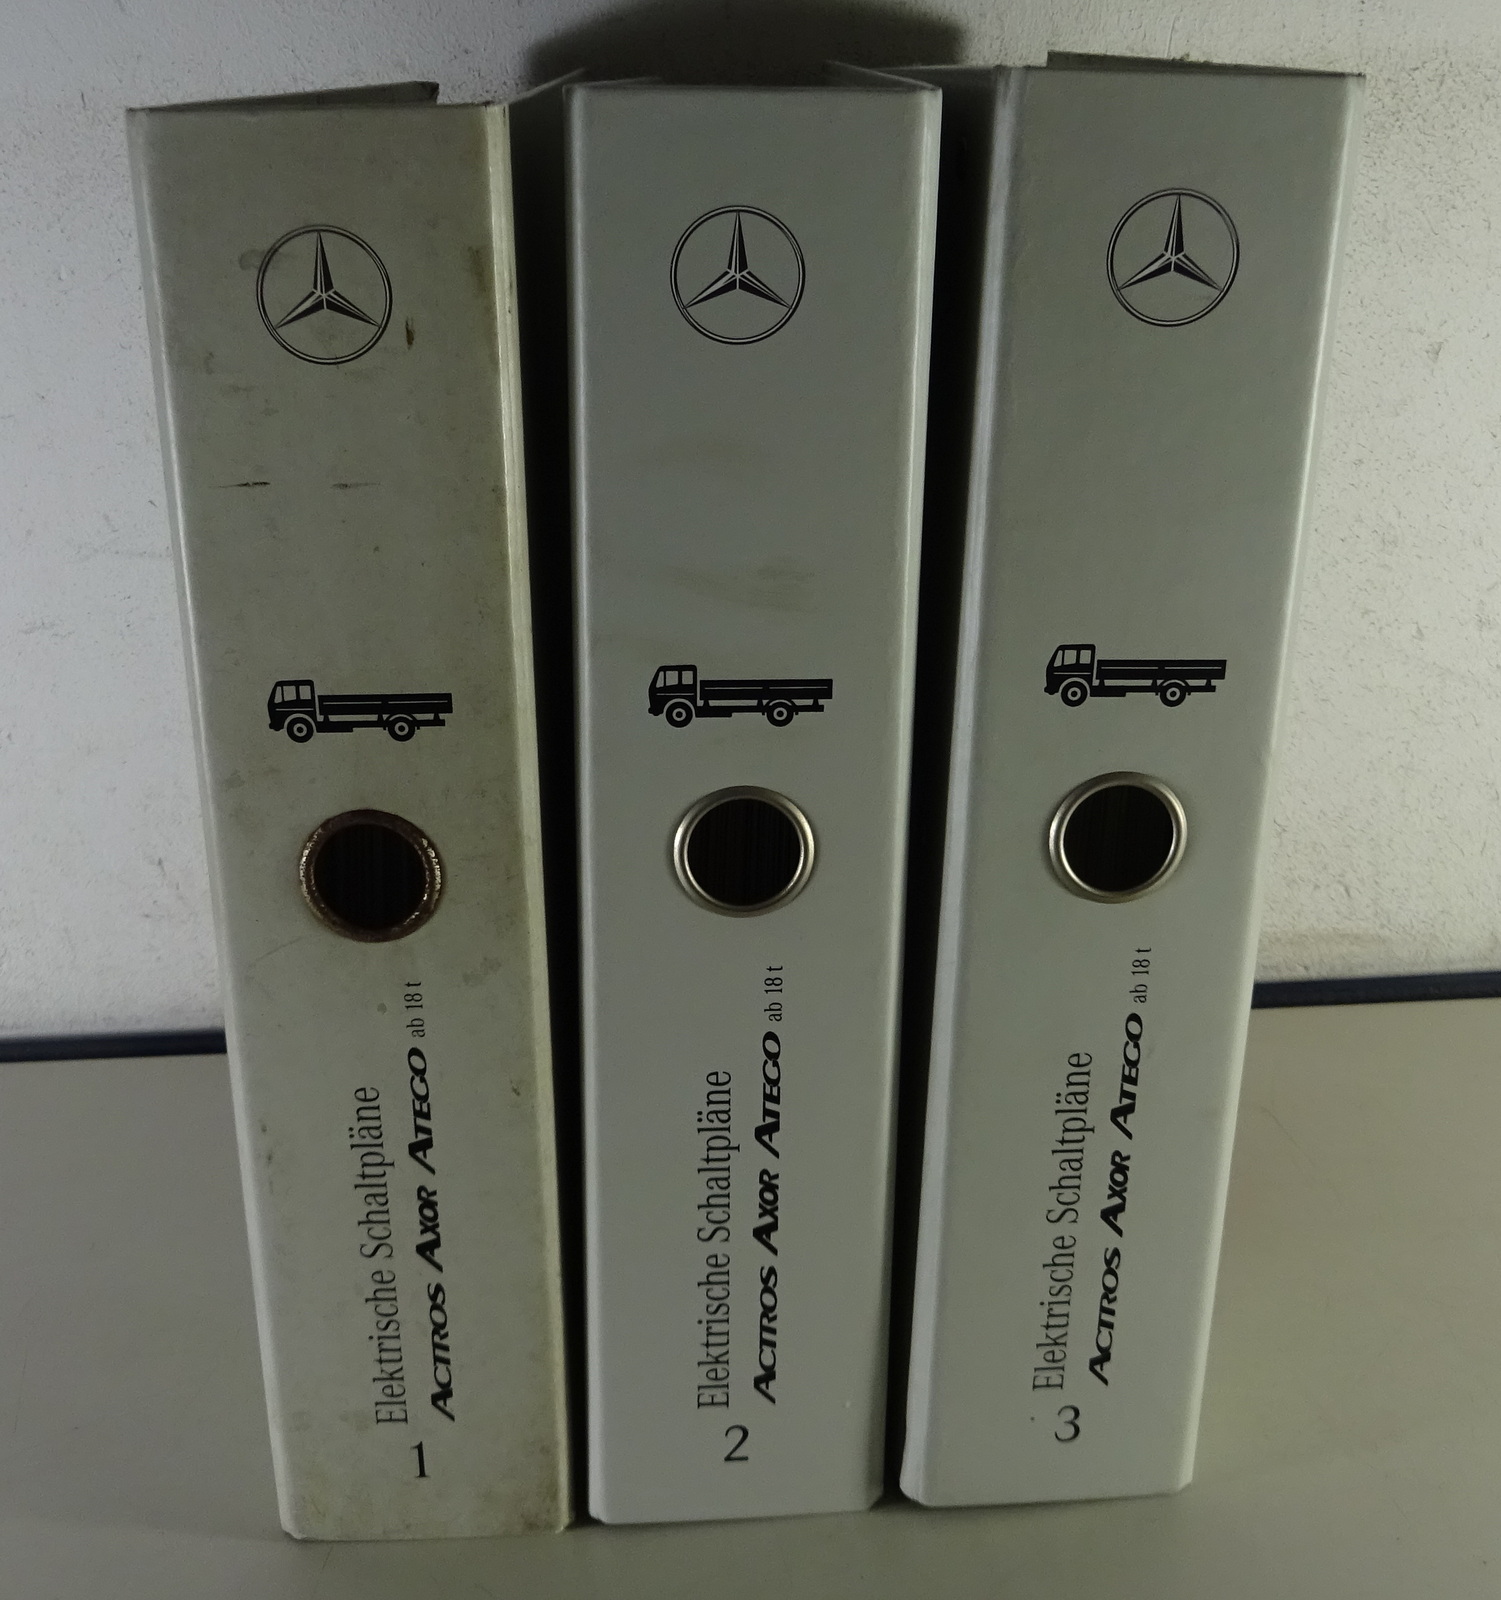 1
Elektrische Schaltpläne
ACTROS AXOR ATEGO ab 18 t
2
Elektrische Schaltpläne
ACTROS AXOR ATEGO ab 18 t
3
Elektrische Schaltpläne
ACTROS AXOR ATEGO ab 18 t